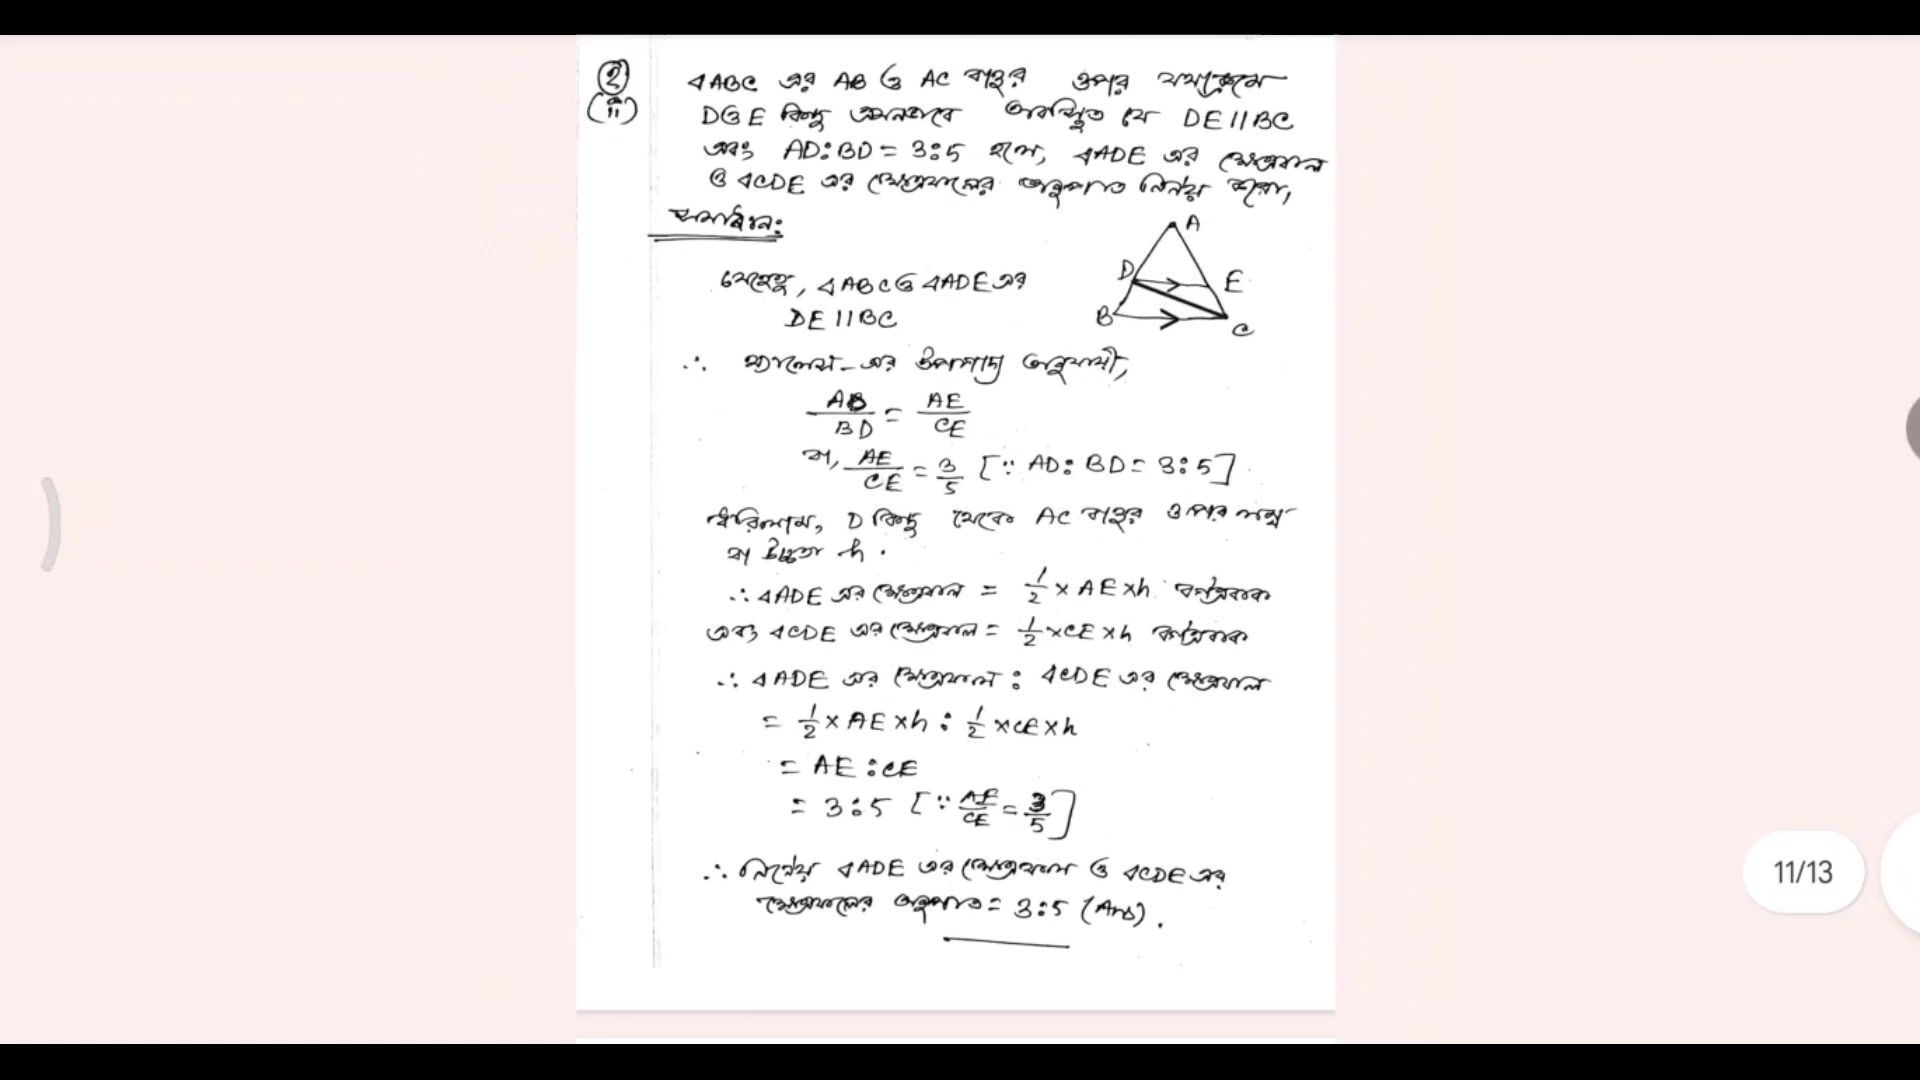 ২
(ii)
∆ABC এর AB ও AC বাহুর ওপর যথাক্রমে
D ও E বিন্দু এমনভাবে অবস্থিত যে DE||BC
এবং AD:BD = 3:5 হলে, ∆ADE এর ক্ষেত্রফল
ও ∆CDE এর ক্ষেত্রফলের অনুপাত নির্ণয় করো,
সমাধান:
A
D
E
B
C
যেহেতু, ∆ABC ও ∆ADE এর
DE||BC
∴ থ্যালেস-এর উপপাদ্য অনুযায়ী,
AB/BD = AE/CE
বা, AE/CE = 3/5 [∵ AD:BD = 3:5]
ধরিলাম, D বিন্দু থেকে AC বাহুর ওপর লম্ব
বা উচ্চতা h.
∴ ∆ADE এর ক্ষেত্রফল = 1/2 × AE × h বর্গএকক
এবং ∆CDE এর ক্ষেত্রফল = 1/2 × CE × h বর্গএকক
∴ ∆ADE এর ক্ষেত্রফল : ∆CDE এর ক্ষেত্রফল
= 1/2 × AE × h : 1/2 × CE × h
= AE : CE
= 3:5 [∵ AE/CE = 3/5]
∴ নির্ণেয় ∆ADE এর ক্ষেত্রফল ও ∆CDE এর
ক্ষেত্রফলের অনুপাত = 3:5 (Ans).
11/13